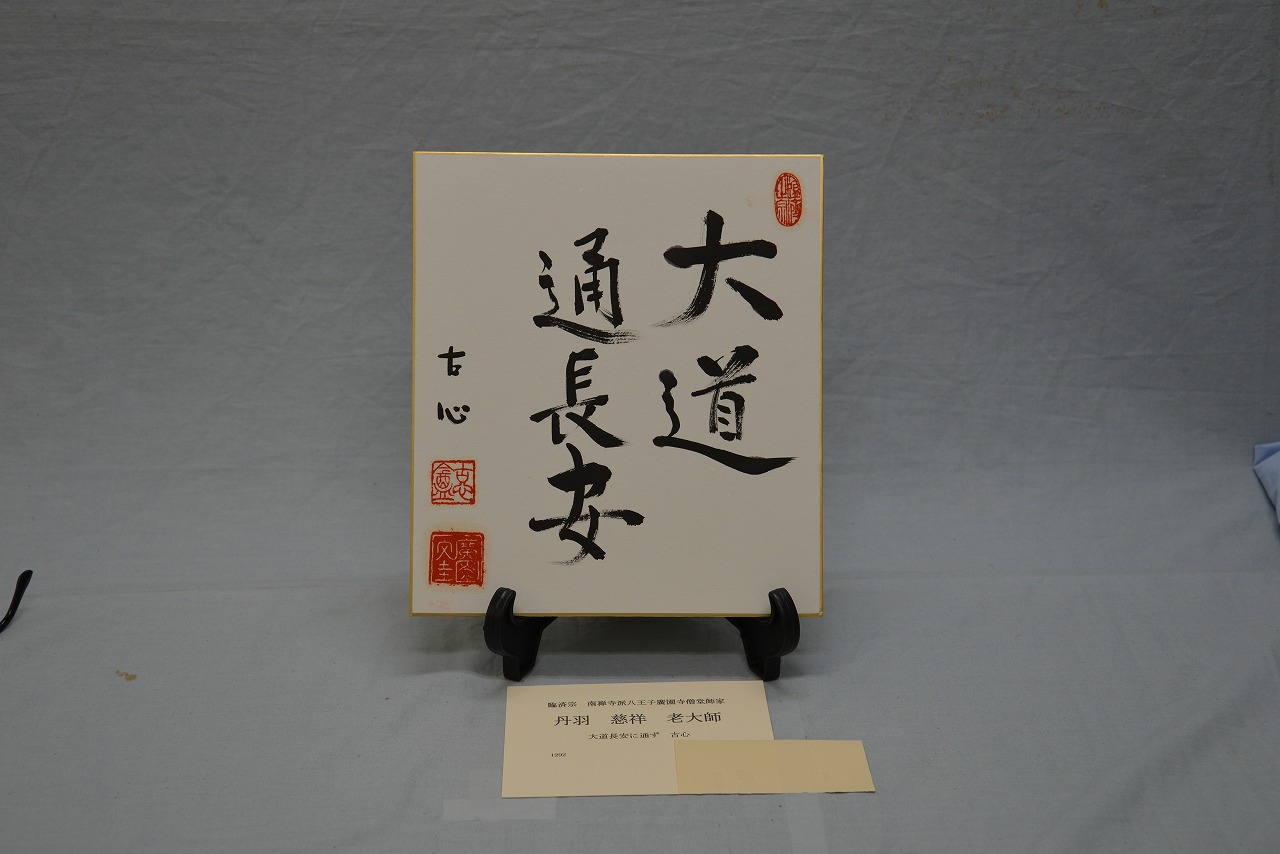 大道
通長安
古心
臨済宗　南禅寺派八王子廣園寺僧堂師家
丹羽　慈祥　老大師
大道長安に通ず　古心
1292